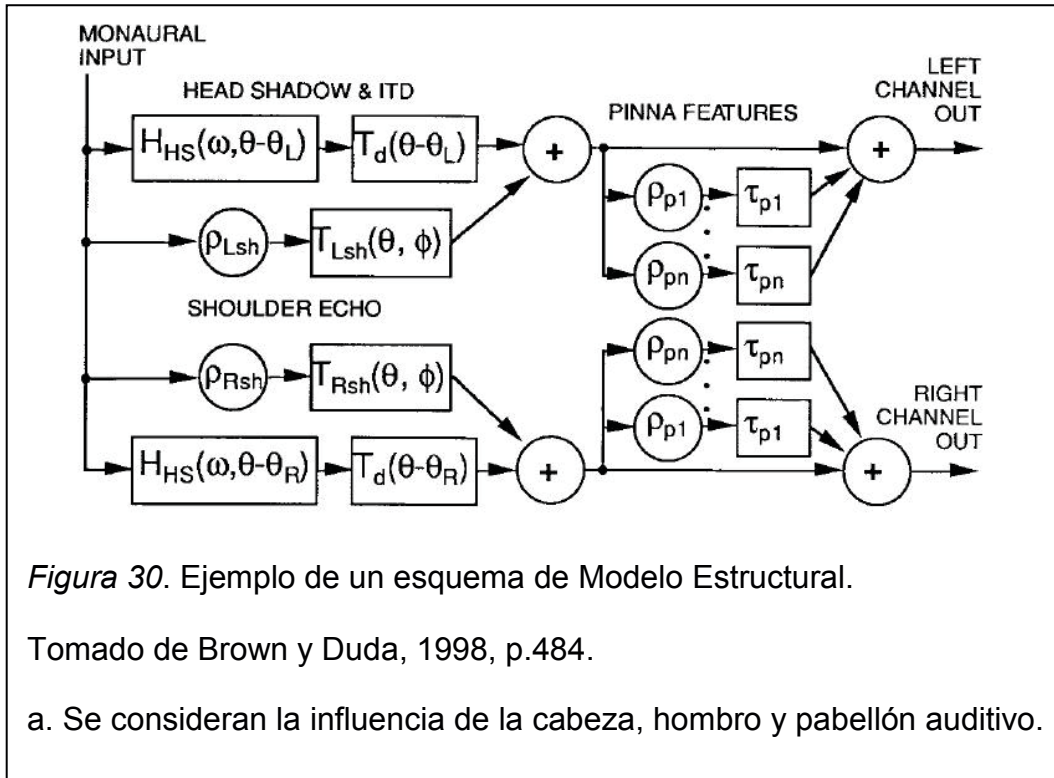 MONAURAL
INPUT
HEAD SHADOW & ITD
H_HS(ω,θ-θ_L)
T_d(θ-θ_L)
+
ρ_Lsh
T_Lsh(θ, ϕ)
SHOULDER ECHO
ρ_Rsh
T_Rsh(θ, ϕ)
H_HS(ω,θ-θ_R)
T_d(θ-θ_R)
+
PINNA FEATURES
ρ_p1
τ_p1
ρ_pn
τ_pn
ρ_pn
τ_pn
ρ_p1
τ_p1
LEFT
CHANNEL
OUT
+
RIGHT
CHANNEL
OUT
+
Figura 30. Ejemplo de un esquema de Modelo Estructural.
Tomado de Brown y Duda, 1998, p.484.
a. Se consideran la influencia de la cabeza, hombro y pabellón auditivo.